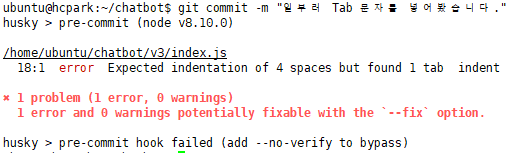 ubuntu@hcpark:~/chatbot$ git commit -m "일부러 Tab 문자를 넣어봤습니다."
husky > pre-commit (node v8.10.0)
/home/ubuntu/chatbot/v3/index.js
18:1 error Expected indentation of 4 spaces but found 1 tab indent
✖ 1 problem (1 error, 0 warnings)
1 error and 0 warnings potentially fixable with the `--fix` option.
husky > pre-commit hook failed (add --no-verify to bypass)